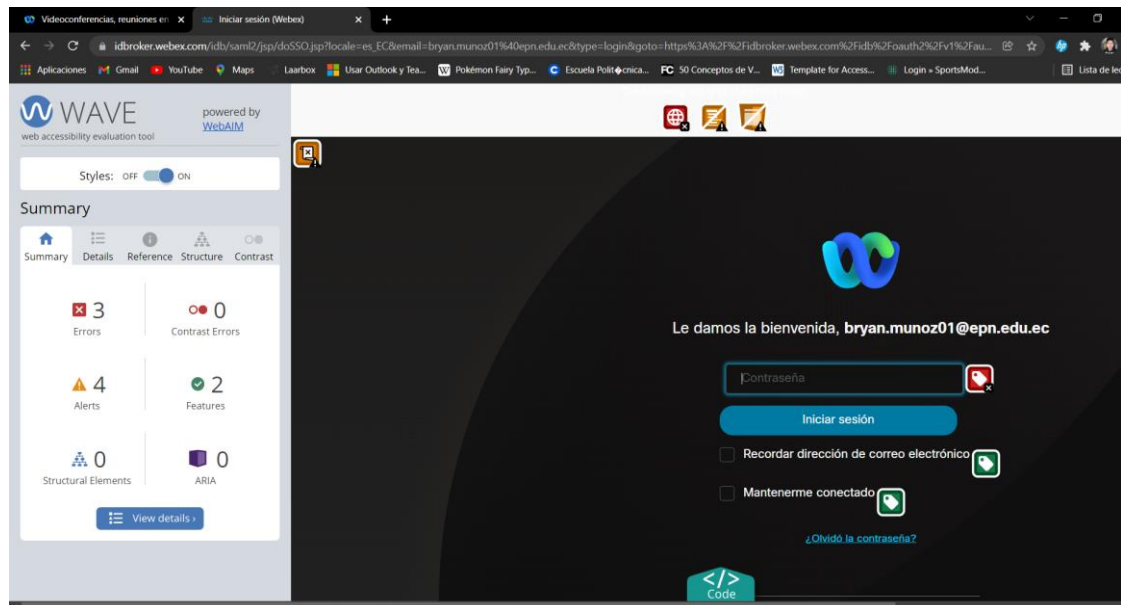 Videoconferencias, reuniones en
Iniciar sesión (Webex)
idbroker.webex.com/idb/saml2/jsp/doSSO.jsp?locale=es_EC&email=bryan.munoz01%40epn.edu.ec&type=login&goto=https%3A%2F%2Fidbroker.webex.com%2Fidb%2Foauth2%2Fv1%2Fau...
Aplicaciones
Gmail
YouTube
Maps
Laarbox
Usar Outlook y Tea...
Pokémon Fairy Typ...
Escuela Polit�cnica...
FC 50 Conceptos de V...
Template for Access...
Login » SportsMod...
Lista de lec
WAVE
powered by
WebAIM
web accessibility evaluation tool
Styles: OFF ON
Summary
Summary Details Reference Structure Contrast
3
Errors
0
Contrast Errors
4
Alerts
2
Features
0
Structural Elements
0
ARIA
View details ›
Le damos la bienvenida, bryan.munoz01@epn.edu.ec
Contraseña
Iniciar sesión
Recordar dirección de correo electrónico
Mantenerme conectado
¿Olvidó la contraseña?
</>
Code